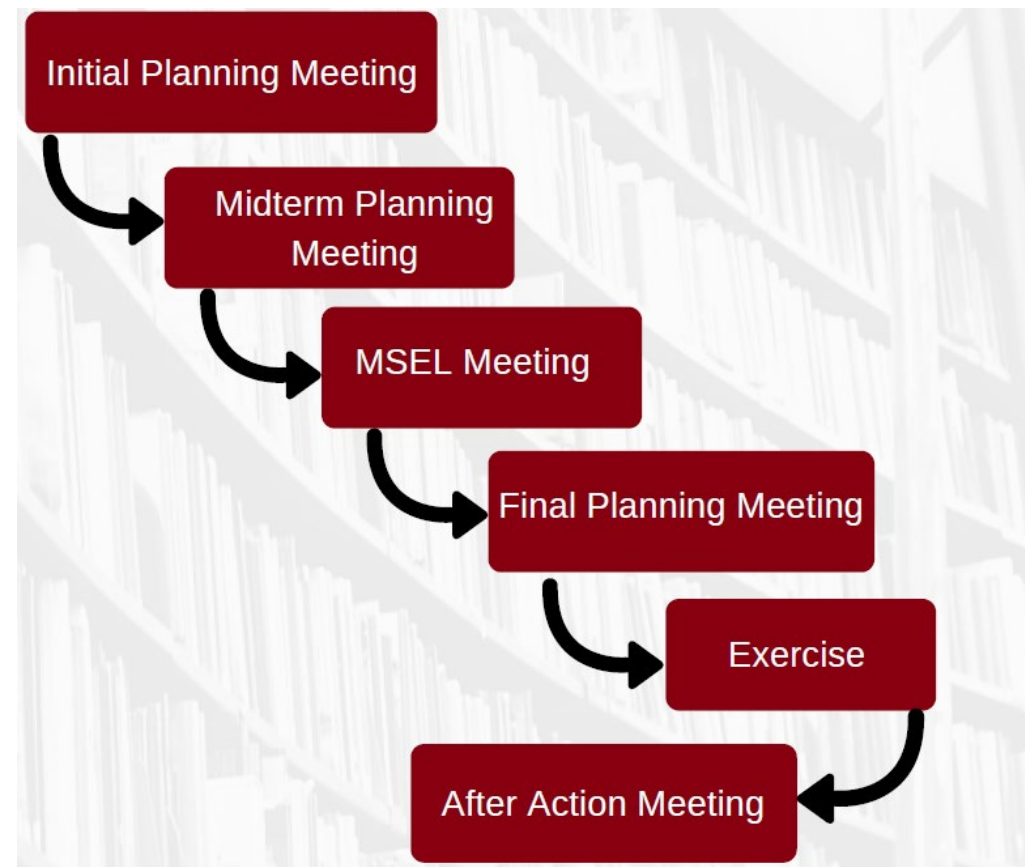 Initial Planning Meeting
Midterm Planning
Meeting
MSEL Meeting
Final Planning Meeting
Exercise
After Action Meeting